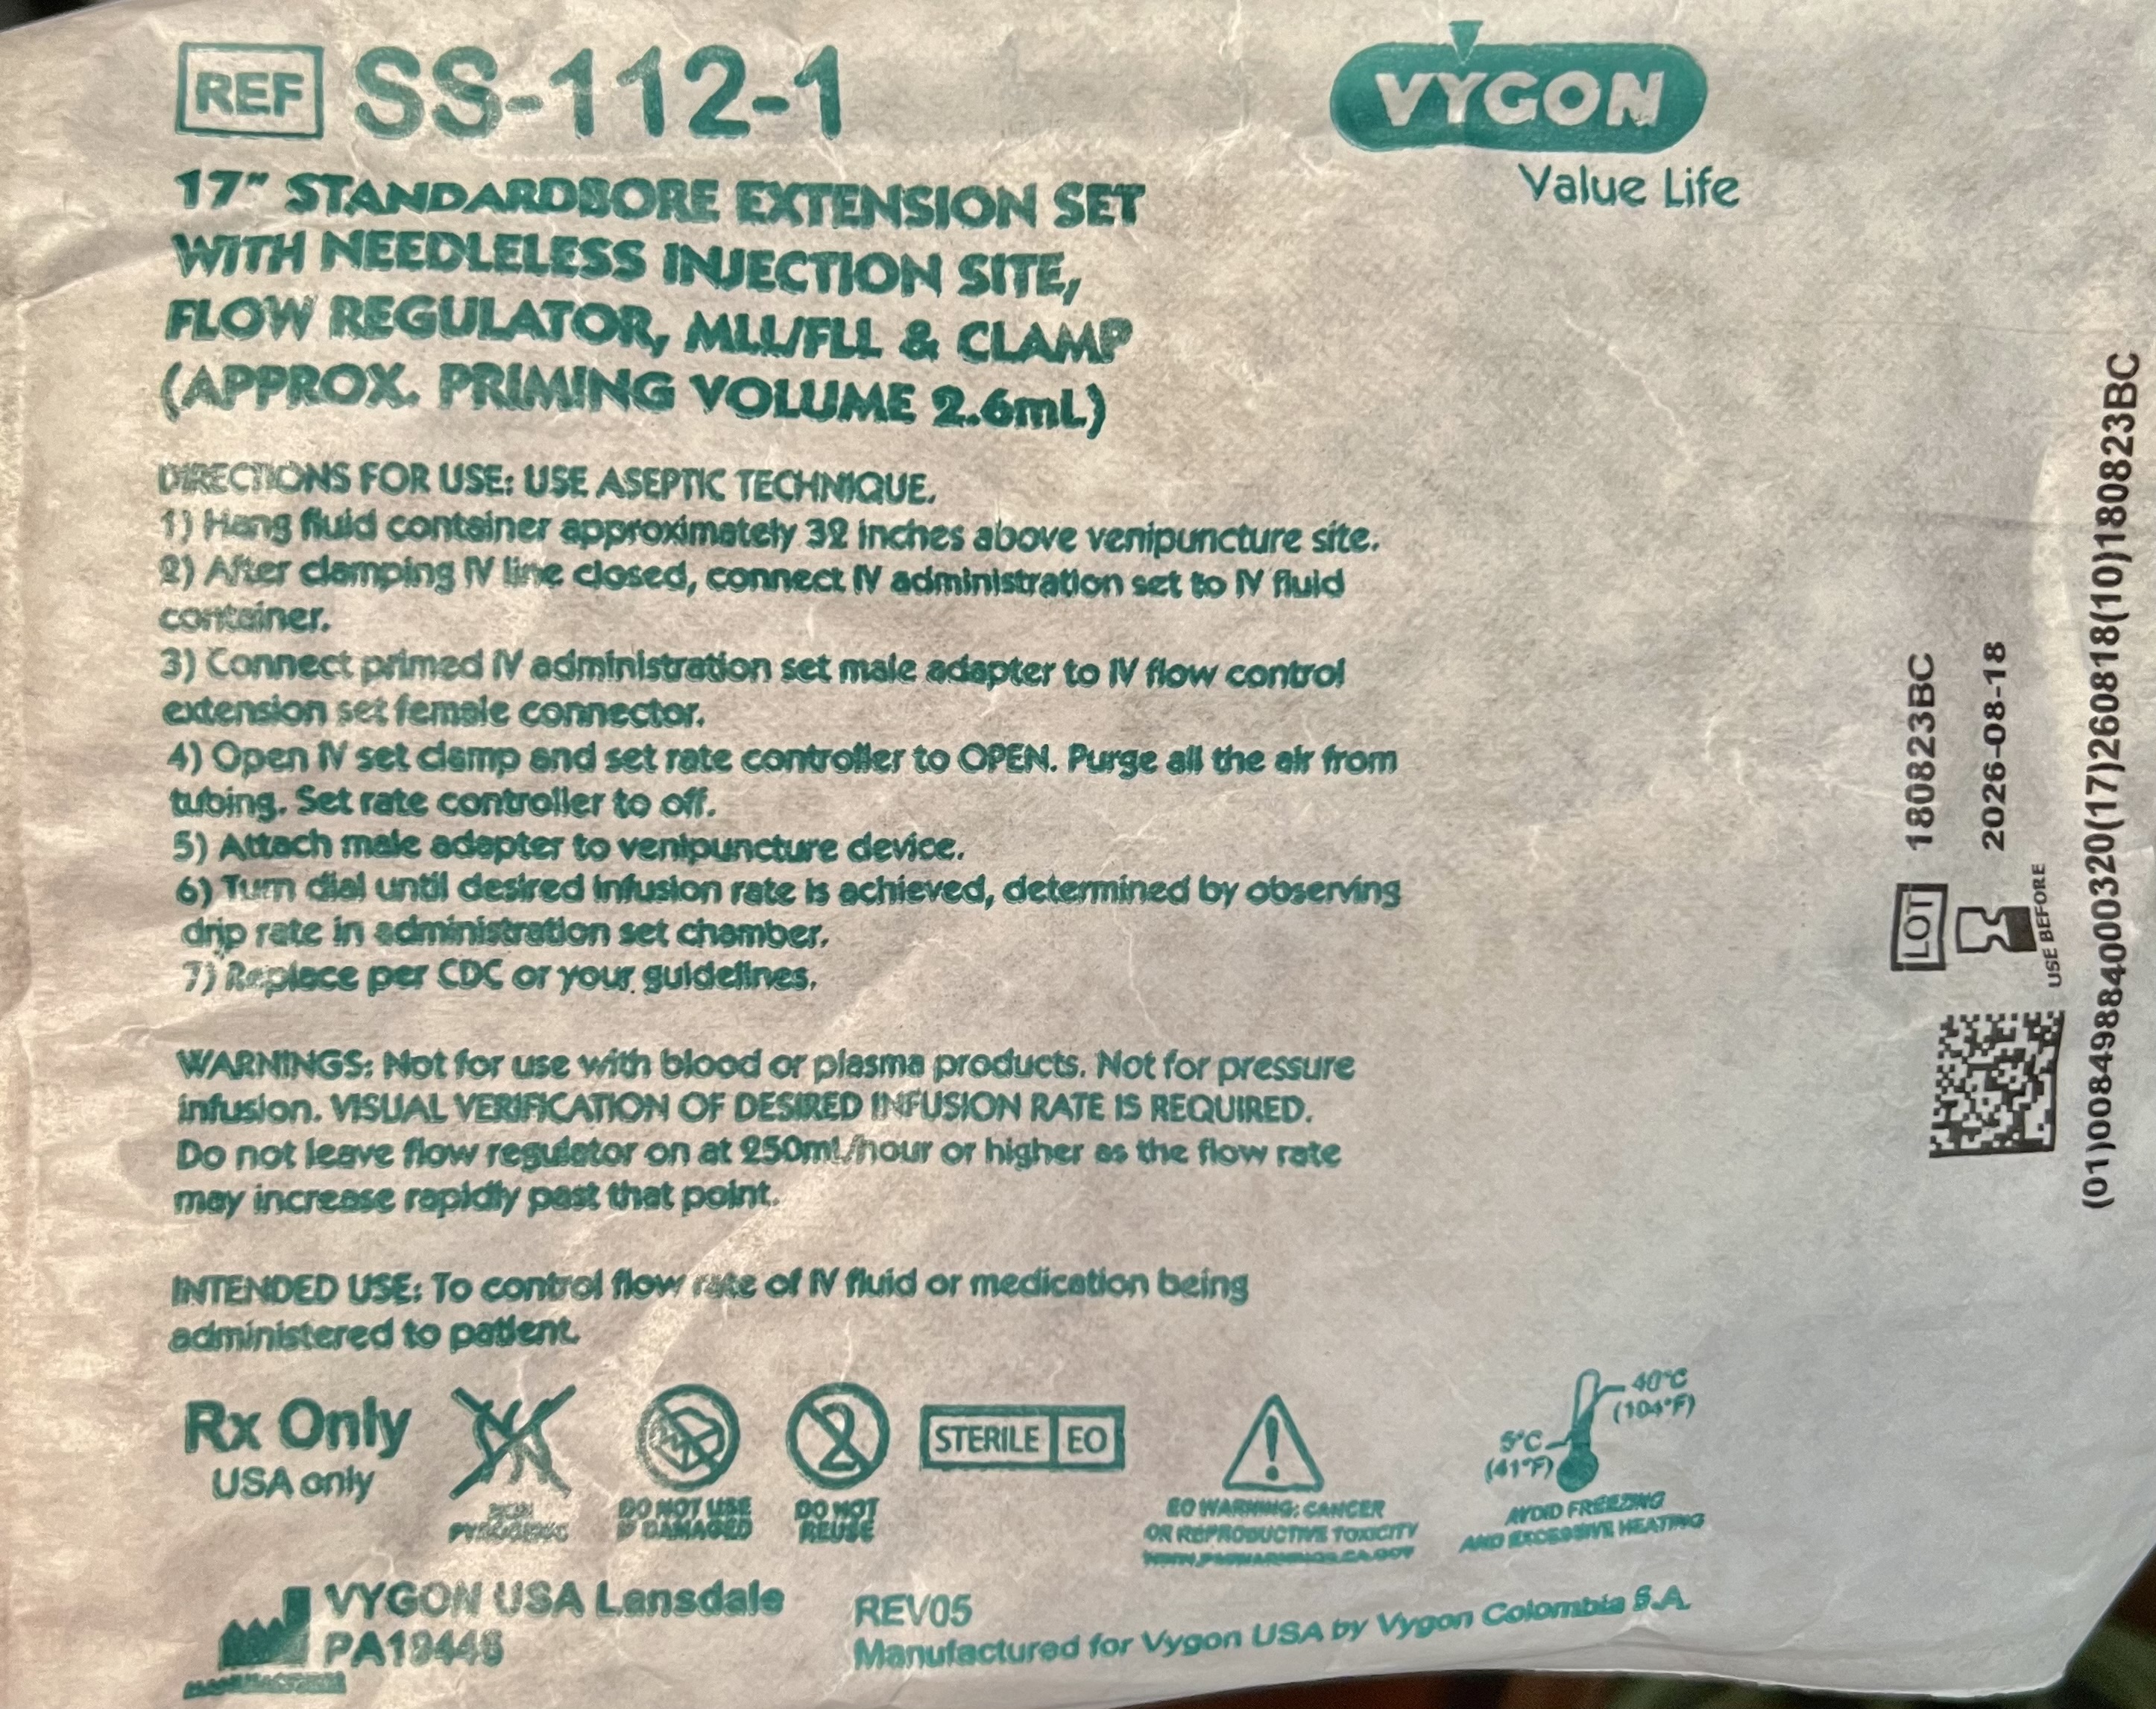 REF SS-112-1
VYGON
Value Life
17" STANDARDBORE EXTENSION SET
WITH NEEDLELESS INJECTION SITE,
FLOW REGULATOR, MLL/FLL & CLAMP
(APPROX. PRIMING VOLUME 2.6mL)
DIRECTIONS FOR USE: USE ASEPTIC TECHNIQUE.
1) Hang fluid container approximately 32 inches above venipuncture site.
2) After clamping IV line closed, connect IV administration set to IV fluid
container.
3) Connect primed IV administration set male adapter to IV flow control
extension set female connector.
4) Open IV set clamp and set rate controller to OPEN. Purge all the air from
tubing. Set rate controller to off.
5) Attach male adapter to venipuncture device.
6) Turn dial until desired infusion rate is achieved, determined by observing
drip rate in administration set chamber.
7) Replace per CDC or your guidelines.
WARNINGS: Not for use with blood or plasma products. Not for pressure
infusion. VISUAL VERIFICATION OF DESIRED INFUSION RATE IS REQUIRED.
Do not leave flow regulator on at 250mL/hour or higher as the flow rate
may increase rapidly past that point.
INTENDED USE: To control flow rate of IV fluid or medication being
administered to patient.
Rx Only
USA only
NON
PYROGENIC
DO NOT USE
IF DAMAGED
2
DO NOT
REUSE
STERILE EO
!
EO WARNING: CANCER
OR REPRODUCTIVE TOXICITY
WWW.P65WARNINGS.CA.GOV
40°C
(104°F)
5°C
(41°F)
AVOID FREEZING
AND EXCESSIVE HEATING
VYGON USA Lansdale
PA19446
MANUFACTURER
REV05
Manufactured for Vygon USA by Vygon Colombia S.A.
LOT 180823BC
2026-08-18
USE BEFORE
(01)00849884000320(17)260818(10)180823BC